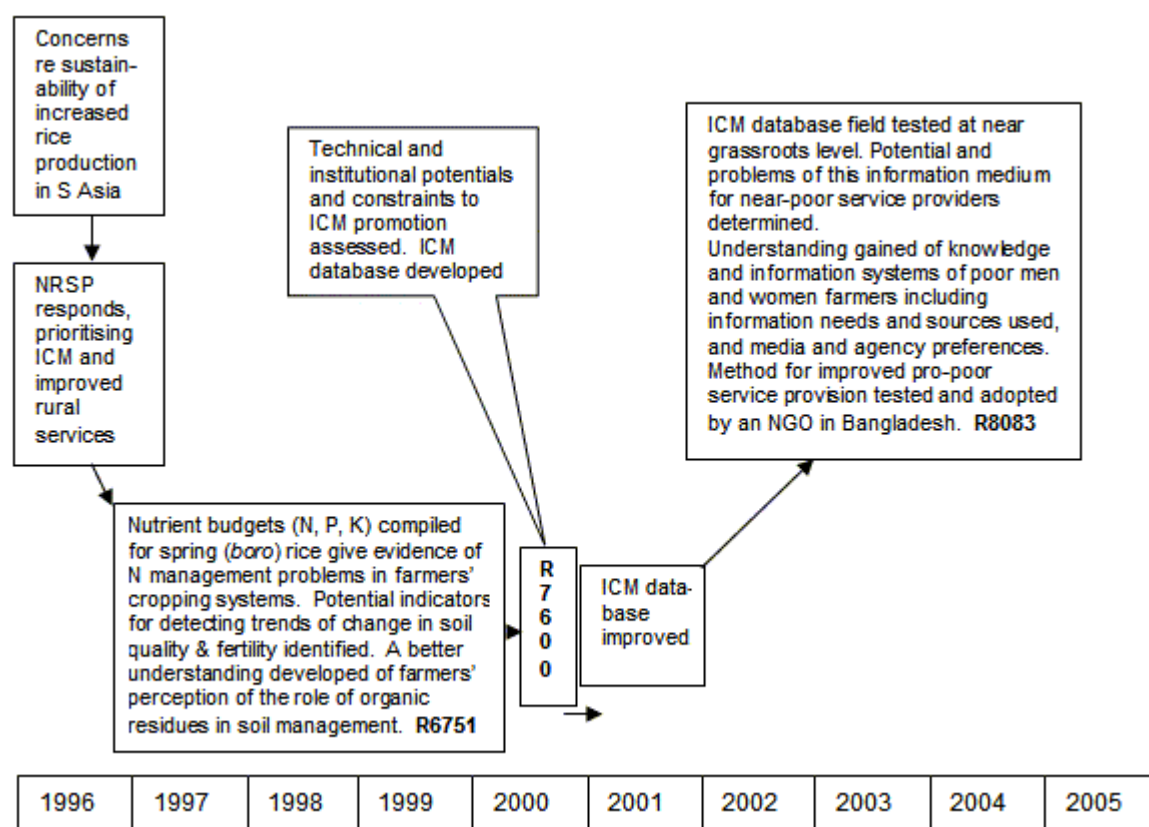 Concerns
re sustain-
ability of
increased
rice
production
in S Asia
NRSP
responds,
prioritising
ICM and
improved
rural
services
Nutrient budgets (N, P, K) compiled
for spring (boro) rice give evidence of
N management problems in farmers’
cropping systems.  Potential indicators
for detecting trends of change in soil
quality & fertility identified.  A better
understanding developed of farmers’
perception of the role of organic
residues in soil management.  R6751
Technical and
institutional potentials
and constraints to
ICM promotion
assessed.  ICM
database developed
R
7
6
0
0
ICM data-
base
improved
ICM database field tested at near
grassroots level. Potential and
problems of this information medium
for near-poor service providers
determined.
Understanding gained of knowledge
and information systems of poor men
and women farmers including
information needs and sources used,
and media and agency preferences.
Method for improved pro-poor
service provision tested and adopted
by an NGO in Bangladesh.  R8083
1996 1997 1998 1999 2000 2001 2002 2003 2004 2005